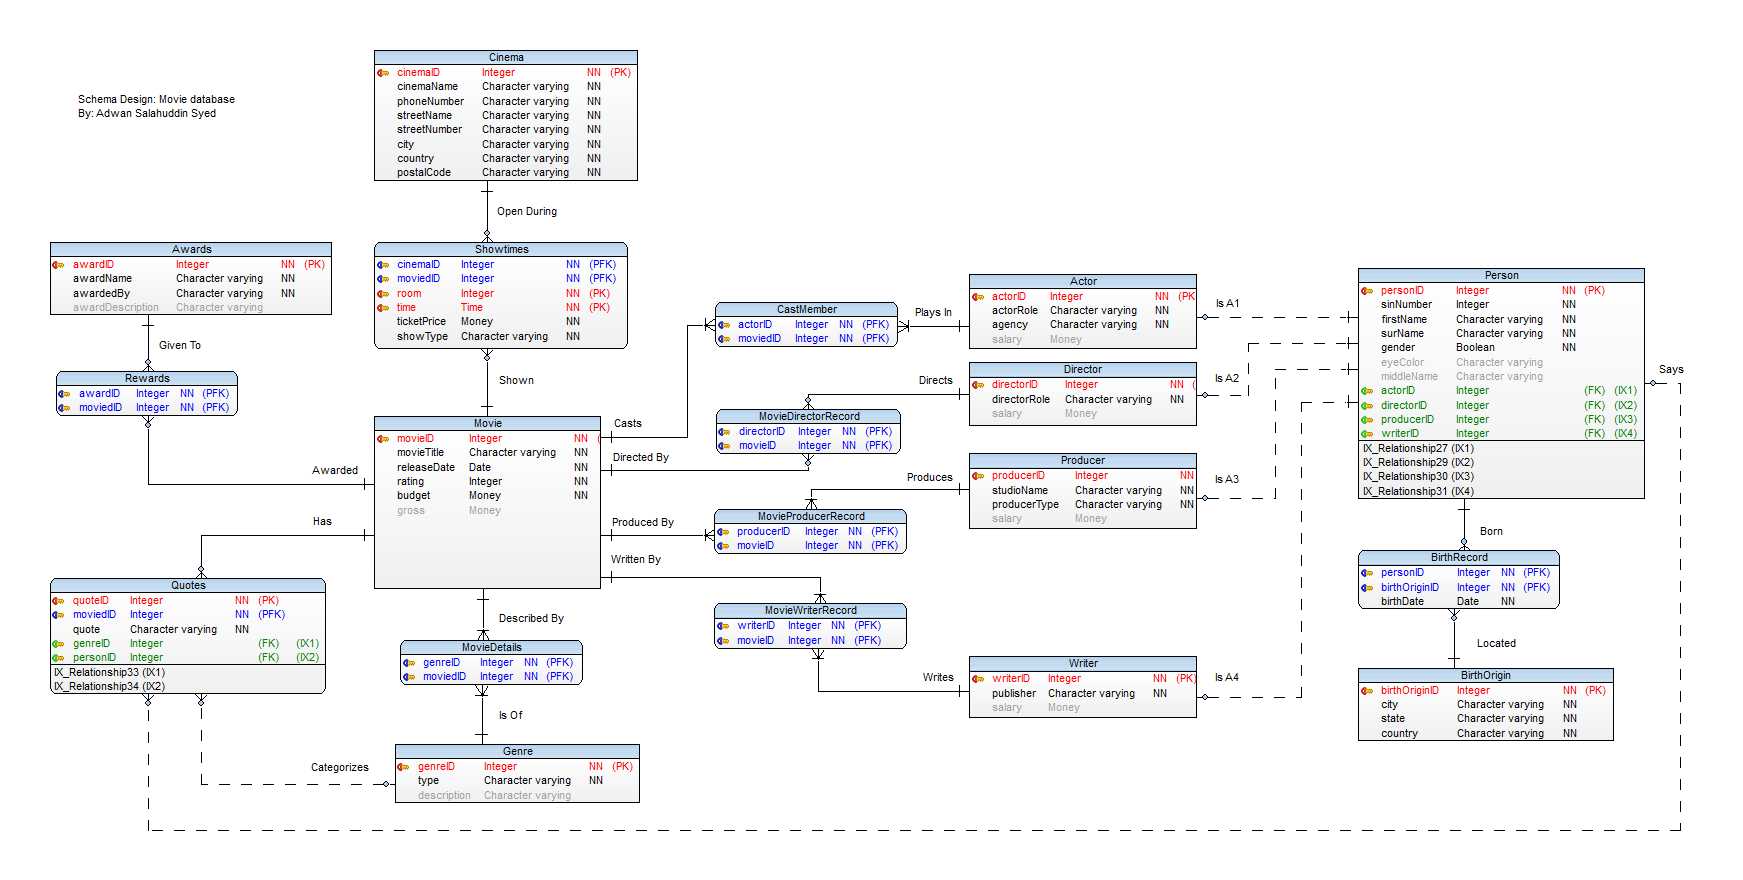 Schema Design: Movie database
By: Adwan Salahuddin Syed
Cinema
cinemaID Integer NN (PK)
cinemaName Character varying NN
phoneNumber Character varying NN
streetName Character varying NN
streetNumber Character varying NN
city Character varying NN
country Character varying NN
postalCode Character varying NN
Open During
Awards
awardID Integer NN (PK)
awardName Character varying NN
awardedBy Character varying NN
awardDescription Character varying
Given To
Rewards
awardID Integer NN (PFK)
moviedID Integer NN (PFK)
Awarded
Showtimes
cinemaID Integer NN (PFK)
moviedID Integer NN (PFK)
room Integer NN (PK)
time Time NN (PK)
ticketPrice Money NN
showType Character varying NN
Shown
Movie
movieID Integer NN (
movieTitle Character varying NN
releaseDate Date NN
rating Integer NN
budget Money NN
gross Money
Has
Quotes
quoteID Integer NN (PK)
moviedID Integer NN (PFK)
quote Character varying NN
genreID Integer (FK) (IX1)
personID Integer (FK) (IX2)
IX_Relationship33 (IX1)
IX_Relationship34 (IX2)
Described By
MovieDetails
genreID Integer NN (PFK)
moviedID Integer NN (PFK)
Is Of
Genre
genreID Integer NN (PK)
type Character varying NN
description Character varying
Categorizes
Casts
CastMember
actorID Integer NN (PFK)
moviedID Integer NN (PFK)
Plays In
Actor
actorID Integer NN (PK
actorRole Character varying NN
agency Character varying NN
salary Money
Is A1
Directed By
MovieDirectorRecord
directorID Integer NN (PFK)
movieID Integer NN (PFK)
Directs
Director
directorID Integer NN (
directorRole Character varying NN
salary Money
Is A2
Produced By
MovieProducerRecord
producerID Integer NN (PFK)
movieID Integer NN (PFK)
Produces
Producer
producerID Integer NN
studioName Character varying NN
producerType Character varying NN
salary Money
Is A3
Written By
MovieWriterRecord
writerID Integer NN (PFK)
movieID Integer NN (PFK)
Writes
Writer
writerID Integer NN (PK)
publisher Character varying NN
salary Money
Is A4
Person
personID Integer NN (PK)
sinNumber Integer NN
firstName Character varying NN
surName Character varying NN
gender Boolean NN
eyeColor Character varying
middleName Character varying
actorID Integer (FK) (IX1)
directorID Integer (FK) (IX2)
producerID Integer (FK) (IX3)
writerID Integer (FK) (IX4)
IX_Relationship27 (IX1)
IX_Relationship29 (IX2)
IX_Relationship30 (IX3)
IX_Relationship31 (IX4)
Says
Born
BirthRecord
personID Integer NN (PFK)
birthOriginID Integer NN (PFK)
birthDate Date NN
Located
BirthOrigin
birthOriginID Integer NN (PK)
city Character varying NN
state Character varying NN
country Character varying NN